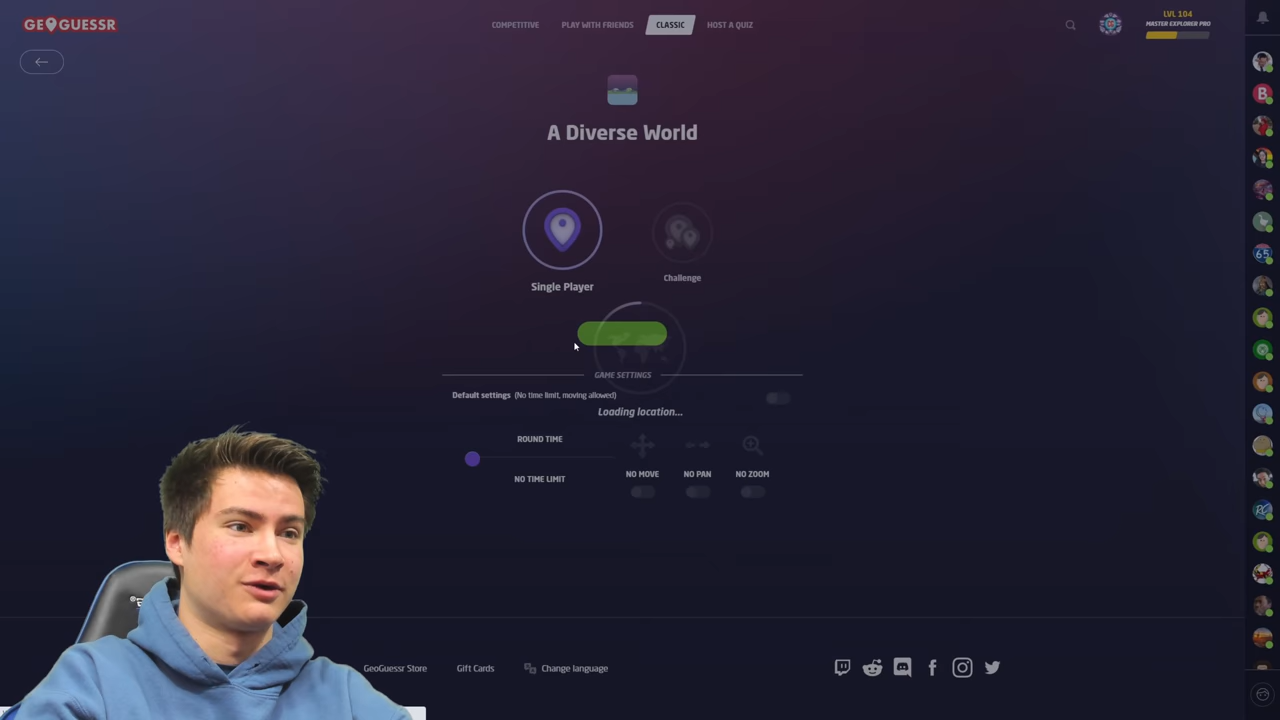 GEOGUESSR
COMPETITIVE
PLAY WITH FRIENDS
CLASSIC
HOST A QUIZ
LVL 104
MASTER EXPLORER PRO
A Diverse World
Single Player
Challenge
GAME SETTINGS
Default settings (No time limit, moving allowed)
Loading location...
ROUND TIME
NO TIME LIMIT
NO MOVE
NO PAN
NO ZOOM
GeoGuessr Store
Gift Cards
Change language
B
65